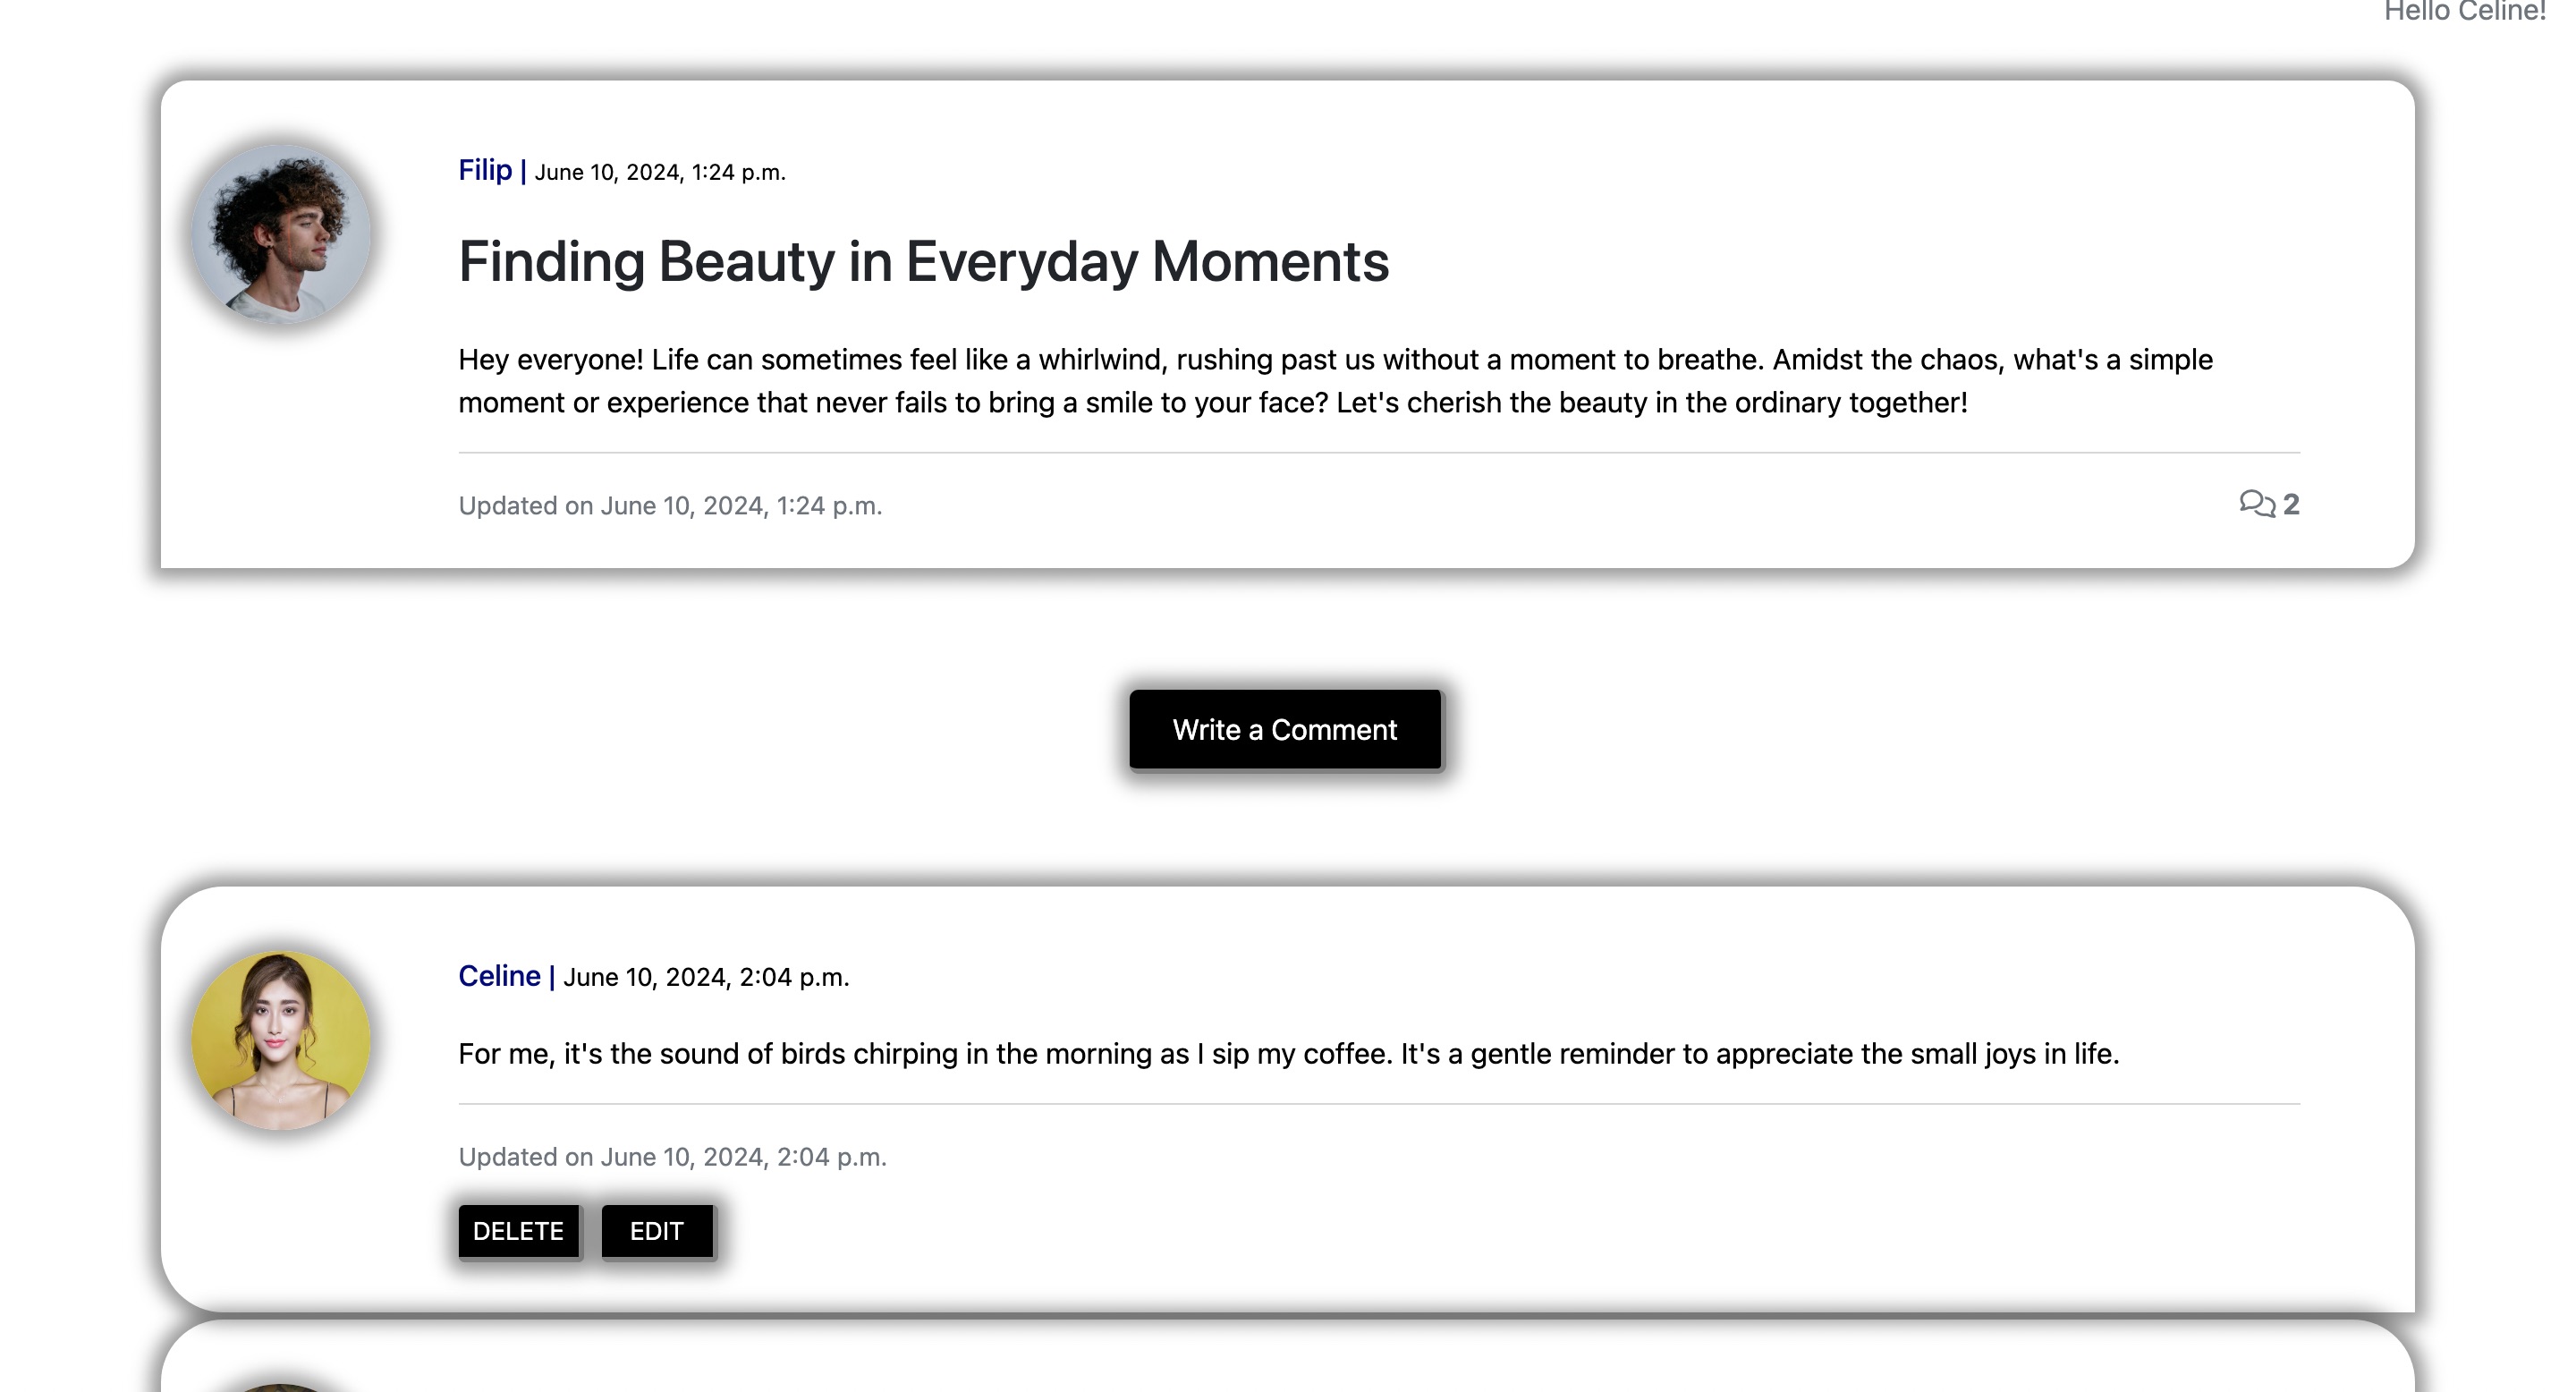 Hello Celine!
Filip | June 10, 2024, 1:24 p.m.
Finding Beauty in Everyday Moments
Hey everyone! Life can sometimes feel like a whirlwind, rushing past us without a moment to breathe. Amidst the chaos, what's a simple
moment or experience that never fails to bring a smile to your face? Let's cherish the beauty in the ordinary together!
Updated on June 10, 2024, 1:24 p.m.
2
Write a Comment
Celine | June 10, 2024, 2:04 p.m.
For me, it's the sound of birds chirping in the morning as I sip my coffee. It's a gentle reminder to appreciate the small joys in life.
Updated on June 10, 2024, 2:04 p.m.
DELETE EDIT